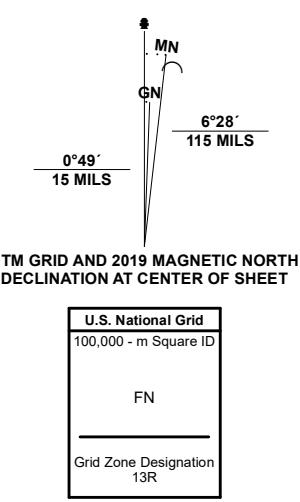 MN
GN
6°28´
115 MILS
0°49´
15 MILS
TM GRID AND 2019 MAGNETIC NORTH
DECLINATION AT CENTER OF SHEET
U.S. National Grid
100,000 - m Square ID
FN
Grid Zone Designation
13R